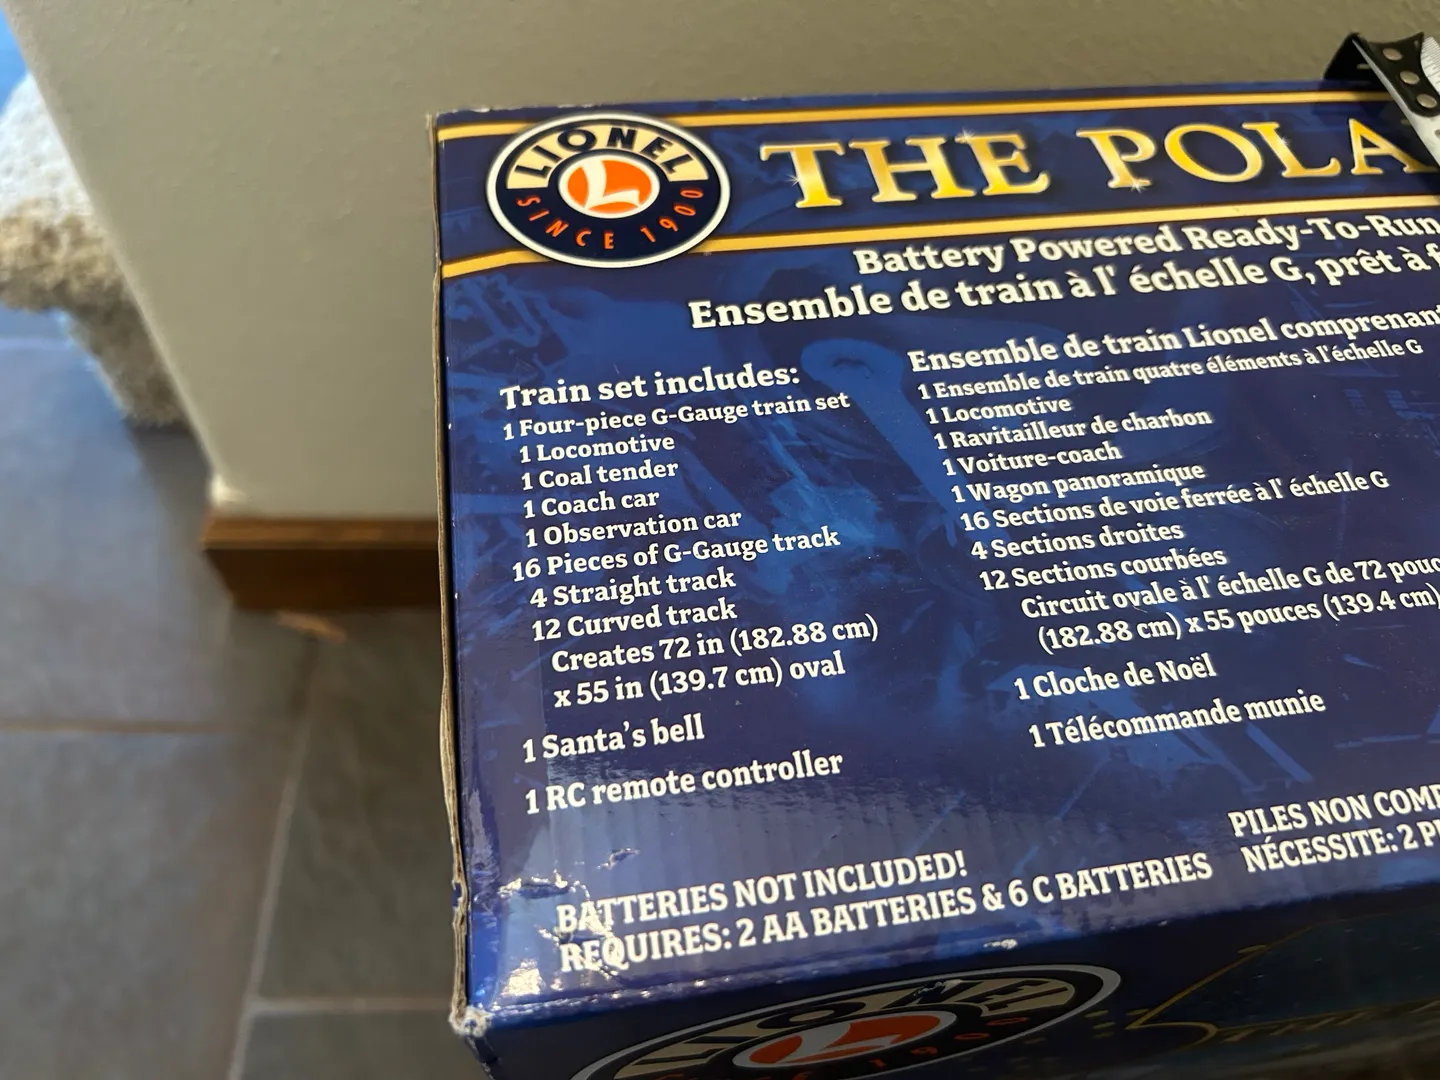 LIONEL
L
SINCE 1900
THE POLA
Battery Powered Ready-To-Run
Ensemble de train à l' échelle G, prêt à f
Train set includes:
1 Four-piece G-Gauge train set
1 Locomotive
1 Coal tender
1 Coach car
1 Observation car
16 Pieces of G-Gauge track
4 Straight track
12 Curved track
Creates 72 in (182.88 cm)
x 55 in (139.7 cm) oval
1 Santa's bell
1 RC remote controller
Ensemble de train Lionel comprenant
1 Ensemble de train quatre éléments à l'échelle G
1 Locomotive
1 Ravitailleur de charbon
1 Voiture-coach
1 Wagon panoramique
16 Sections de voie ferrée à l' échelle G
4 Sections droites
12 Sections courbées
Circuit ovale à l' échelle G de 72 pouc
(182.88 cm) x 55 pouces (139.4 cm)
1 Cloche de Noël
1 Télécommande munie
BATTERIES NOT INCLUDED!
REQUIRES: 2 AA BATTERIES & 6 C BATTERIES
PILES NON COMP
NÉCESSITE: 2 PI
LIONEL
L
SINCE 1900